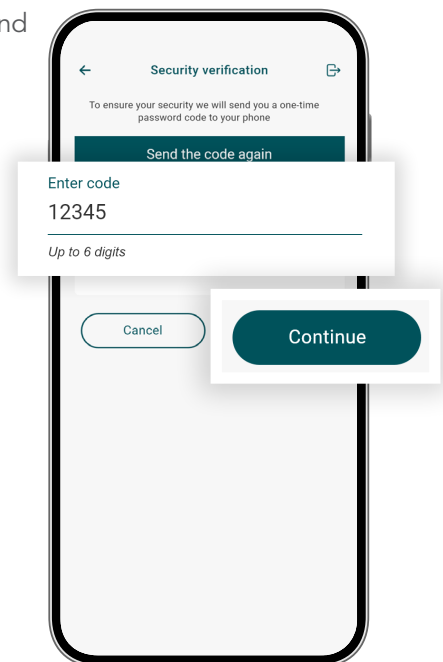 nd
Security verification
To ensure your security we will send you a one-time
password code to your phone
Send the code again
Enter code
12345
Up to 6 digits
Cancel
Continue